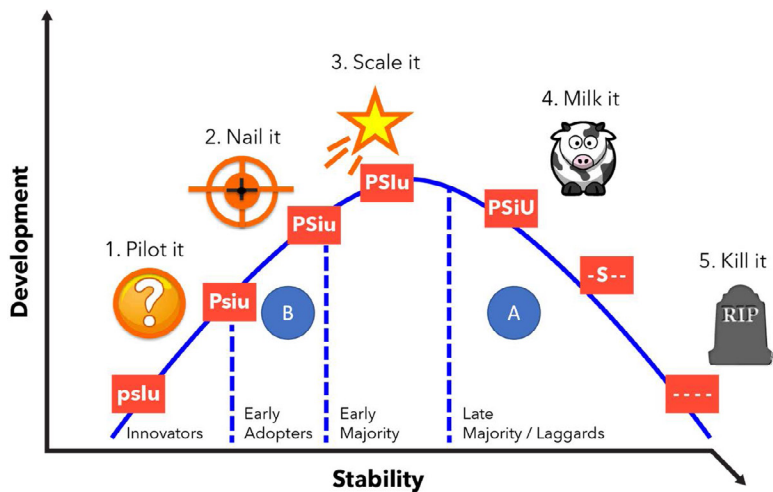 3. Scale it
4. Milk it
2. Nail it
PSIu
PSiU
PSiu
1. Pilot it
5. Kill it
-S--
?
Psiu
B
A
RIP
psIu
----
Innovators
Early
Adopters
Early
Majority
Late
Majority / Laggards
Development
Stability